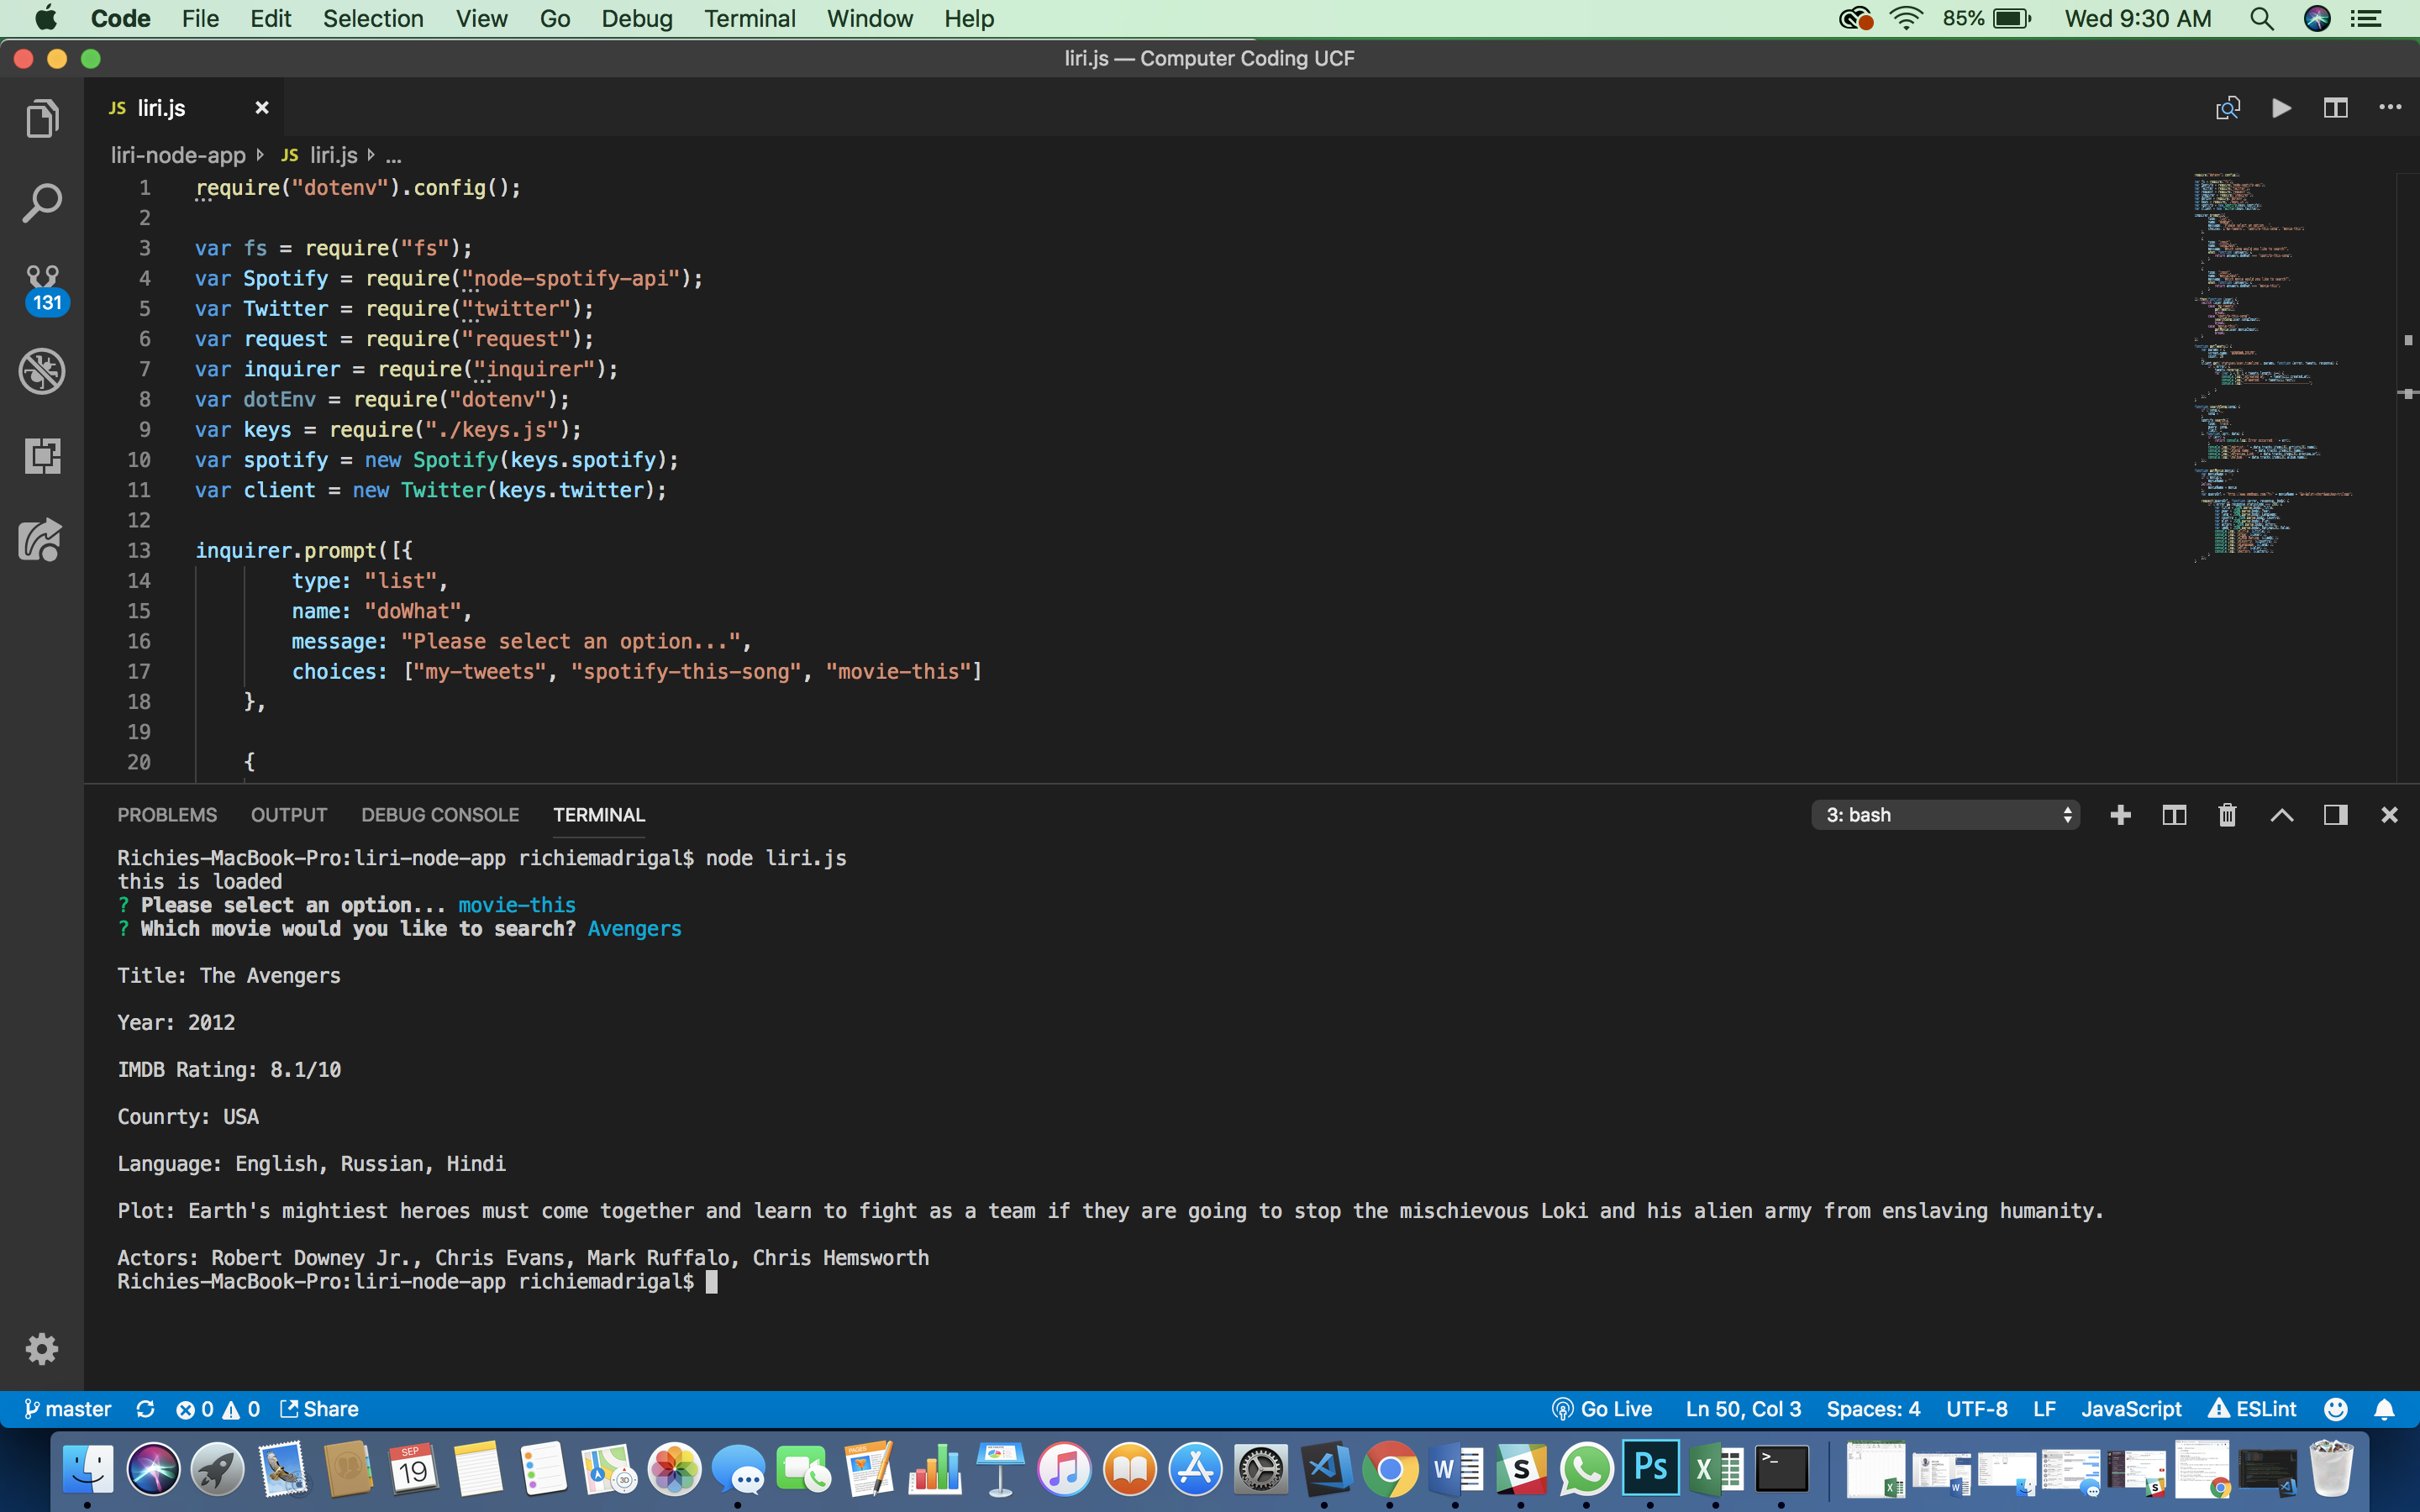 Code File Edit Selection View Go Debug Terminal Window Help 85% Wed 9:30 AM
liri.js — Computer Coding UCF
JS liri.js
liri-node-app JS liri.js ...
131
1 require("dotenv").config();
2
3 var fs = require("fs");
4 var Spotify = require("node-spotify-api");
5 var Twitter = require("twitter");
6 var request = require("request");
7 var inquirer = require("inquirer");
8 var dotEnv = require("dotenv");
9 var keys = require("./keys.js");
10 var spotify = new Spotify(keys.spotify);
11 var client = new Twitter(keys.twitter);
12
13 inquirer.prompt([{
14 type: "list",
15 name: "doWhat",
16 message: "Please select an option...",
17 choices: ["my-tweets", "spotify-this-song", "movie-this"]
18 },
19
20 {
PROBLEMS OUTPUT DEBUG CONSOLE TERMINAL 3: bash
Richies-MacBook-Pro:liri-node-app richiemadrigal$ node liri.js
this is loaded
? Please select an option... movie-this
? Which movie would you like to search? Avengers
Title: The Avengers
Year: 2012
IMDB Rating: 8.1/10
Counrty: USA
Language: English, Russian, Hindi
Plot: Earth's mightiest heroes must come together and learn to fight as a team if they are going to stop the mischievous Loki and his alien army from enslaving humanity.
Actors: Robert Downey Jr., Chris Evans, Mark Ruffalo, Chris Hemsworth
Richies-MacBook-Pro:liri-node-app richiemadrigal$
master 0 0 Share Go Live Ln 50, Col 3 Spaces: 4 UTF-8 LF JavaScript ESLint
SEP
19
3D
PAGES
W
S
Ps
X
>_